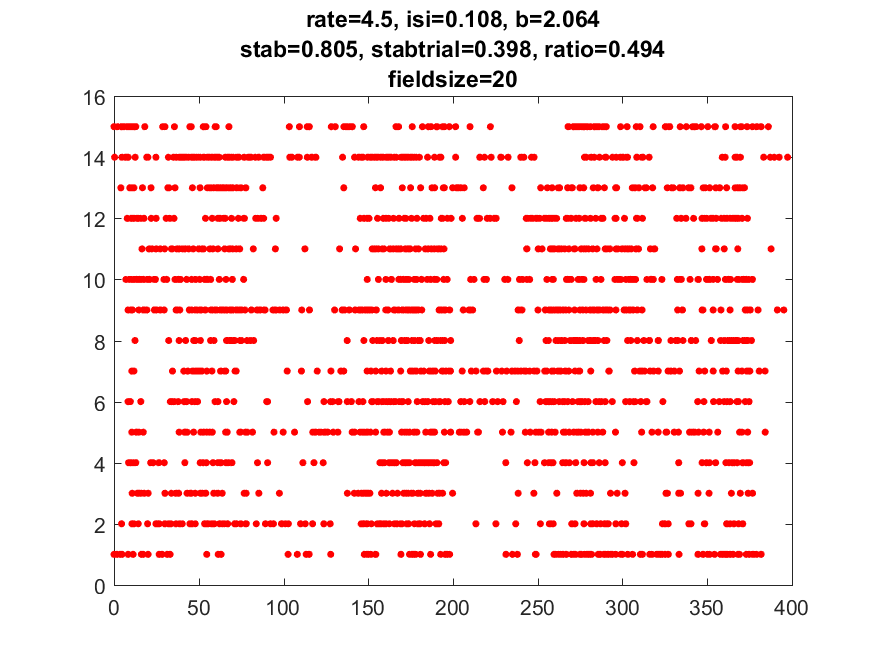 rate=4.5, isi=0.108, b=2.064
stab=0.805, stabtrial=0.398, ratio=0.494
fieldsize=20
16
14
12
10
8
6
4
2
0
0 50 100 150 200 250 300 350 400